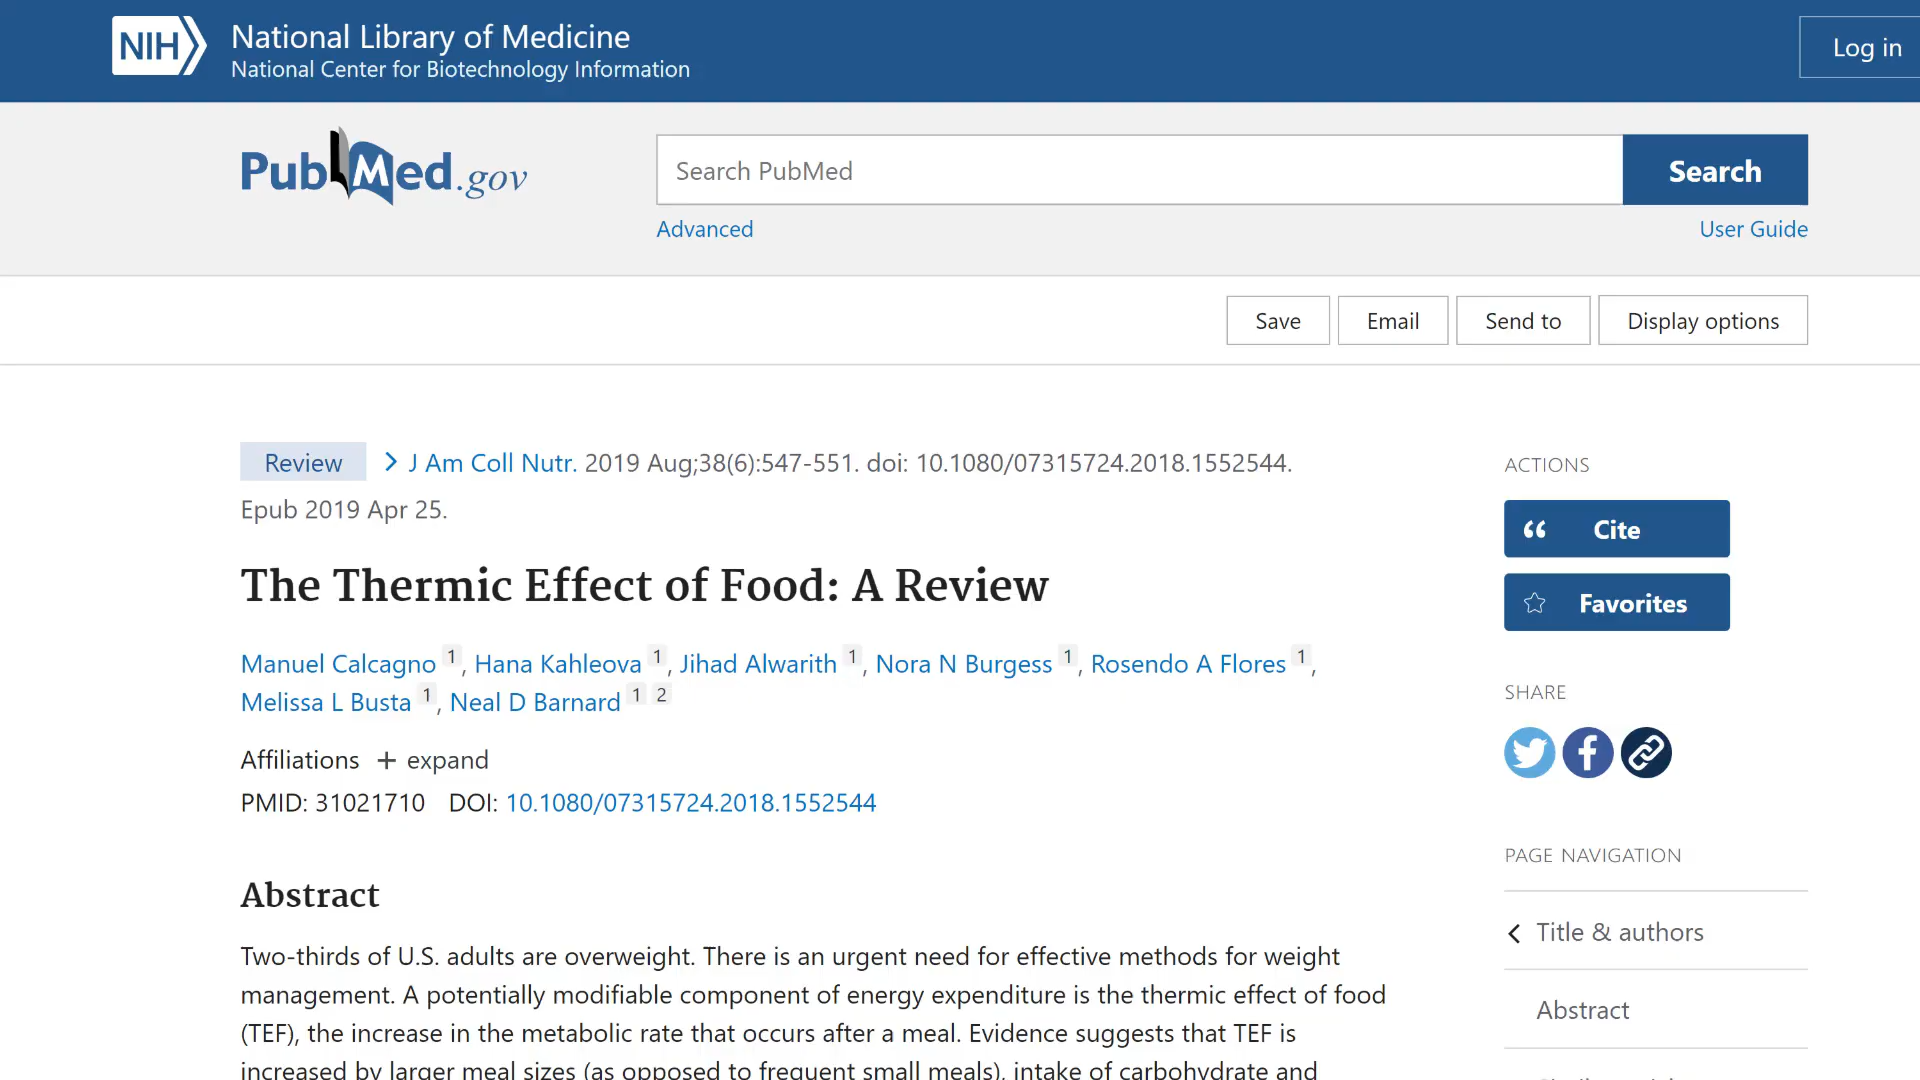 NIH
National Library of Medicine
National Center for Biotechnology Information
Log in
PubMed.gov
Search PubMed
Search
Advanced
User Guide
Save
Email
Send to
Display options
Review
J Am Coll Nutr. 2019 Aug;38(6):547-551. doi: 10.1080/07315724.2018.1552544.
Epub 2019 Apr 25.
The Thermic Effect of Food: A Review
Manuel Calcagno 1, Hana Kahleova 1, Jihad Alwarith 1, Nora N Burgess 1, Rosendo A Flores 1,
Melissa L Busta 1, Neal D Barnard 1 2
Affiliations + expand
PMID: 31021710 DOI: 10.1080/07315724.2018.1552544
Abstract
Two-thirds of U.S. adults are overweight. There is an urgent need for effective methods for weight
management. A potentially modifiable component of energy expenditure is the thermic effect of food
(TEF), the increase in the metabolic rate that occurs after a meal. Evidence suggests that TEF is
increased by larger meal sizes (as opposed to frequent small meals), intake of carbohydrate and
ACTIONS
Cite
Favorites
SHARE
PAGE NAVIGATION
Title & authors
Abstract